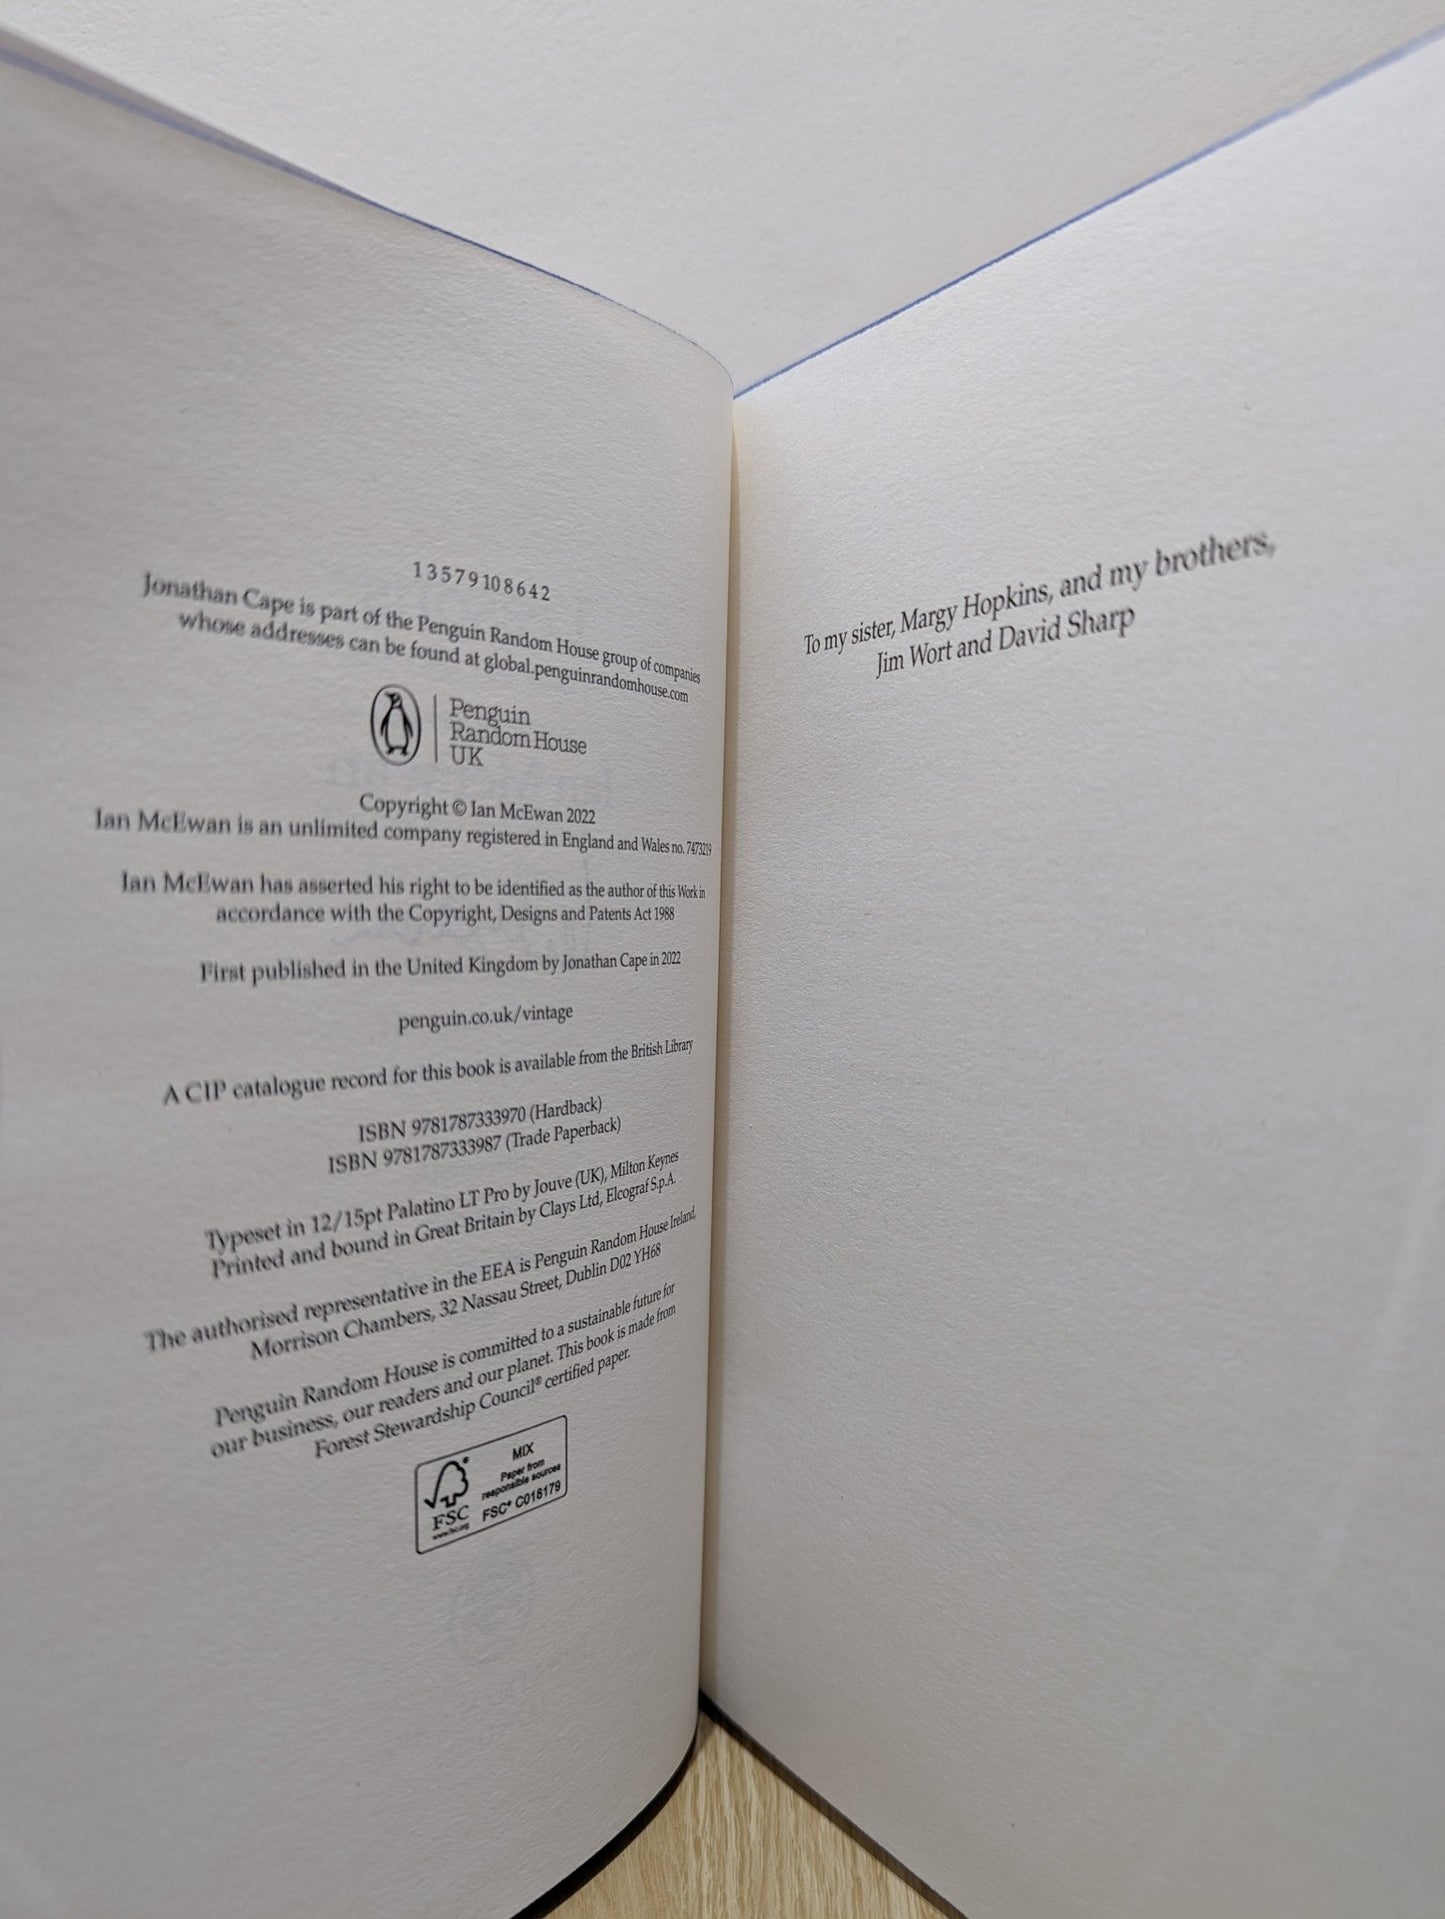 1 3 5 7 9 10 8 6 4 2
Jonathan Cape is part of the Penguin Random House group of companies
whose addresses can be found at global.penguinrandomhouse.com
Penguin
Random House
UK
Copyright © Ian McEwan 2022
Ian McEwan is an unlimited company registered in England and Wales no. 7473219
Ian McEwan has asserted his right to be identified as the author of this Work in
accordance with the Copyright, Designs and Patents Act 1988
First published in the United Kingdom by Jonathan Cape in 2022
penguin.co.uk/vintage
A CIP catalogue record for this book is available from the British Library
ISBN 9781787333970 (Hardback)
ISBN 9781787333987 (Trade Paperback)
Typeset in 12/15pt Palatino LT Pro by Jouve (UK), Milton Keynes
Printed and bound in Great Britain by Clays Ltd, Elcograf S.p.A.
The authorised representative in the EEA is Penguin Random House Ireland,
Morrison Chambers, 32 Nassau Street, Dublin D02 YH68
Penguin Random House is committed to a sustainable future for
our business, our readers and our planet. This book is made from
Forest Stewardship Council® certified paper.
FSC
www.fsc.org
MIX
Paper from
responsible sources
FSC® C018179
To my sister, Margy Hopkins, and my brothers,
Jim Wort and David Sharp